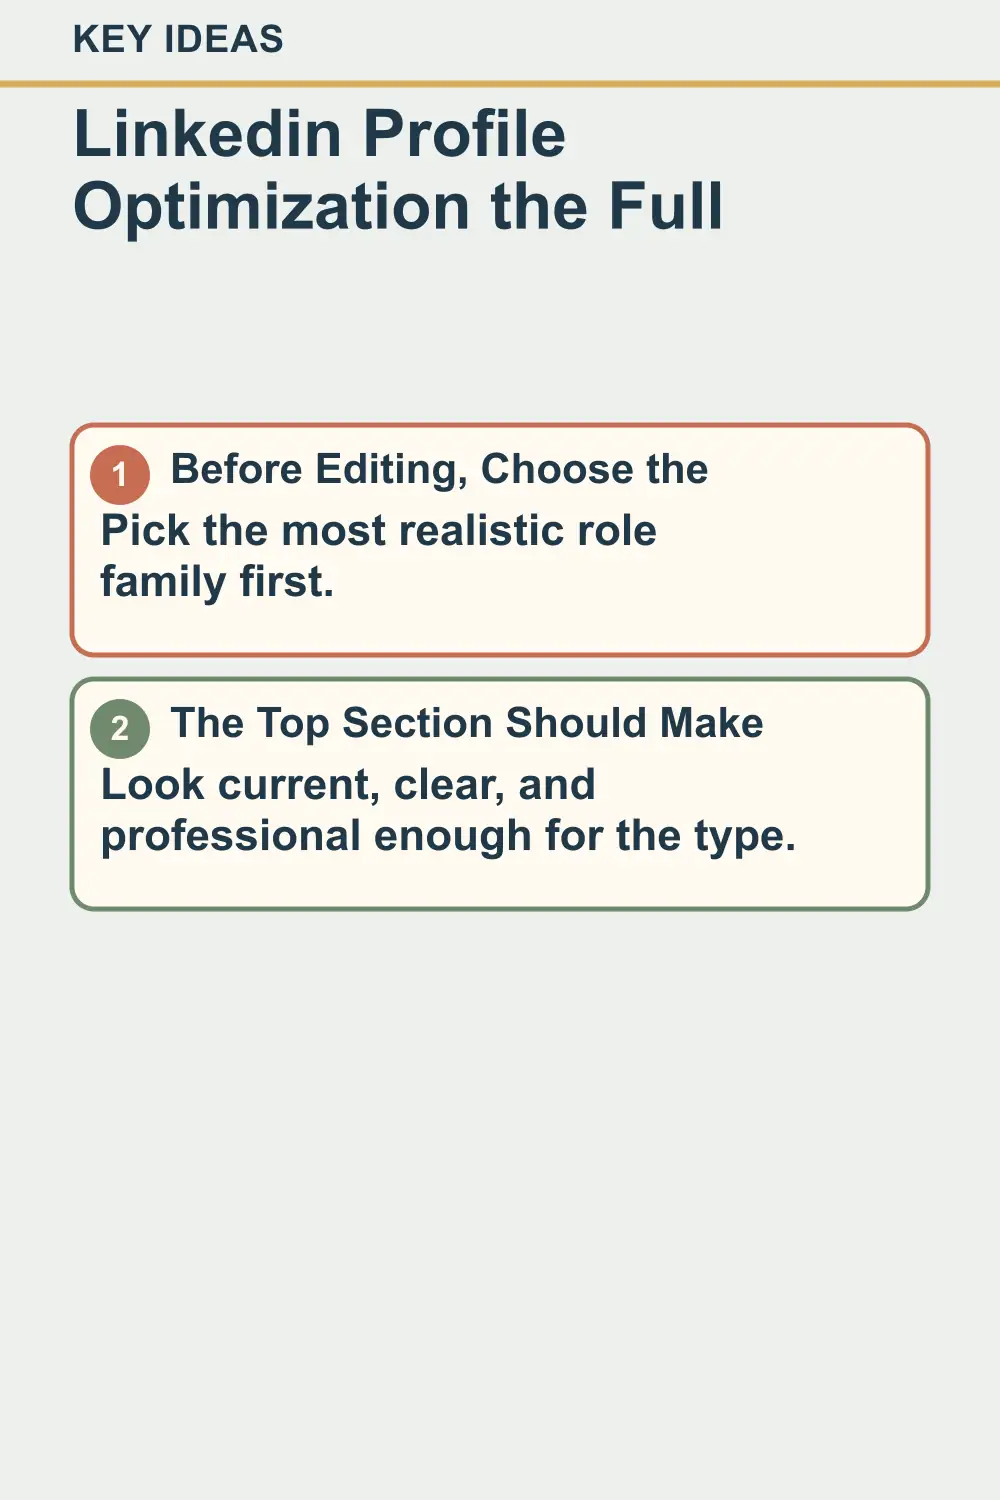 KEY IDEAS
Linkedin Profile
Optimization the Full
1 Before Editing, Choose the
Pick the most realistic role
family first.
2 The Top Section Should Make
Look current, clear, and
professional enough for the type.